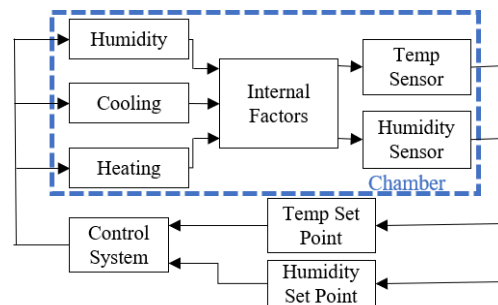 Humidity
Cooling
Heating
Internal
Factors
Temp
Sensor
Humidity
Sensor
Chamber
Control
System
Temp Set
Point
Humidity
Set Point